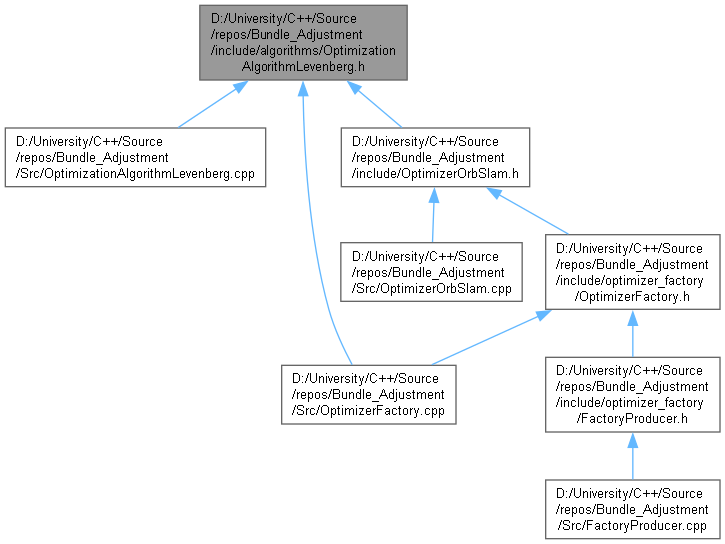 D:/University/C++/Source
/repos/Bundle_Adjustment
/include/algorithms/Optimization
AlgorithmLevenberg.h
D:/University/C++/Source
/repos/Bundle_Adjustment
/Src/OptimizationAlgorithmLevenberg.cpp
D:/University/C++/Source
/repos/Bundle_Adjustment
/include/OptimizerOrbSlam.h
D:/University/C++/Source
/repos/Bundle_Adjustment
/Src/OptimizerOrbSlam.cpp
D:/University/C++/Source
/repos/Bundle_Adjustment
/include/optimizer_factory
/OptimizerFactory.h
D:/University/C++/Source
/repos/Bundle_Adjustment
/Src/OptimizerFactory.cpp
D:/University/C++/Source
/repos/Bundle_Adjustment
/include/optimizer_factory
/FactoryProducer.h
D:/University/C++/Source
/repos/Bundle_Adjustment
/Src/FactoryProducer.cpp